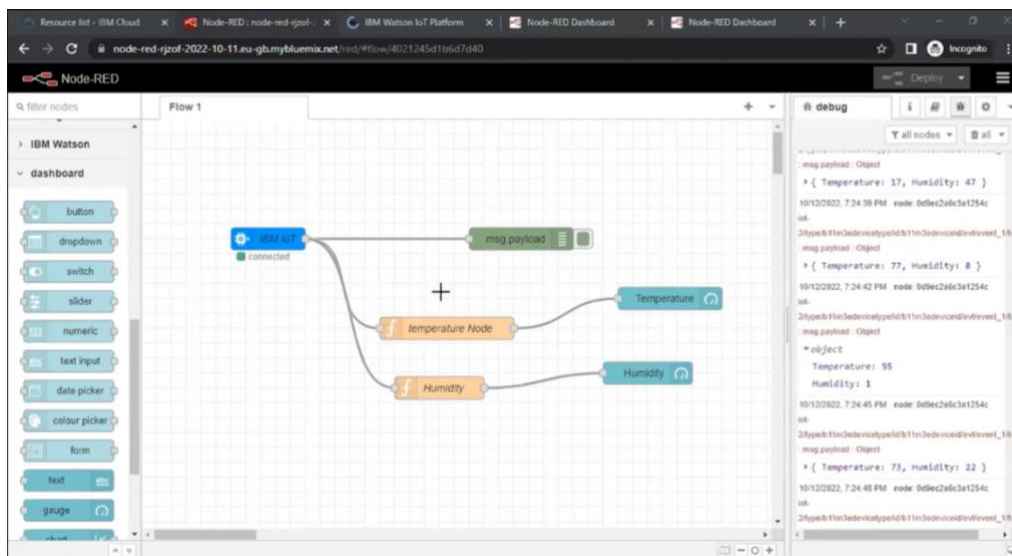 Resource list - IBM Cloud
Node-RED : node-red-rjzof-
IBM Watson IoT Platform
Node-RED Dashboard
Node-RED Dashboard
node-red-rjzof-2022-10-11.eu-gb.mybluemix.net/red/#flow/4021245d1b6d7d40
Incognito
Node-RED
Deploy
filter nodes
Flow 1
debug
all nodes
all
IBM Watson
dashboard
button
dropdown
switch
slider
numeric
text input
date picker
colour picker
form
text
abc
gauge
chart
IBM IoT
connected
msg.payload
temperature Node
Temperature
Humidity
Humidity
msg.payload : Object
{ Temperature: 17, Humidity: 47 }
10/12/2022, 7:24:39 PM node: 0d9ec2a6c3a1254c
iot-
msg.payload : Object
{ Temperature: 77, Humidity: 8 }
10/12/2022, 7:24:42 PM node: 0d9ec2a6c3a1254c
iot-
msg.payload : Object
object
Temperature: 55
Humidity: 1
10/12/2022, 7:24:45 PM node: 0d9ec2a6c3a1254c
iot-
msg.payload : Object
{ Temperature: 73, Humidity: 22 }
10/12/2022, 7:24:48 PM node: 0d9ec2a6c3a1254c
iot-